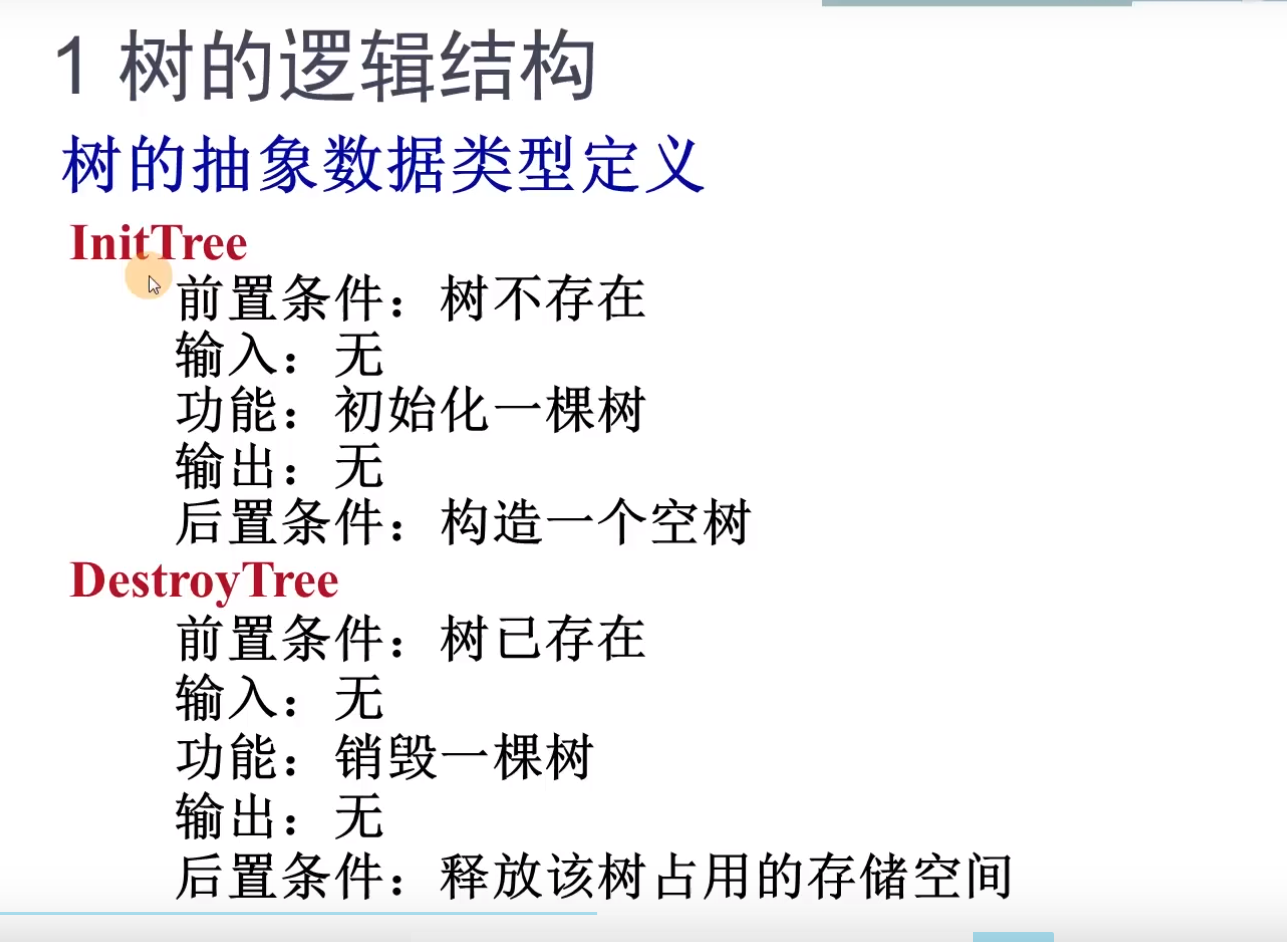 1 树的逻辑结构
树的抽象数据类型定义
InitTree
前置条件：树不存在
输入：无
功能：初始化一棵树
输出：无
后置条件：构造一个空树
DestroyTree
前置条件：树已存在
输入：无
功能：销毁一棵树
输出：无
后置条件：释放该树占用的存储空间